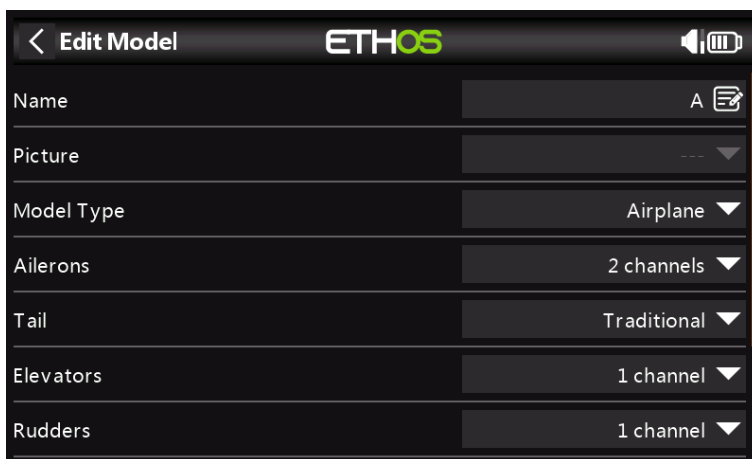 Edit Model ETHOS
Name A
Picture ---
Model Type Airplane
Ailerons 2 channels
Tail Traditional
Elevators 1 channel
Rudders 1 channel